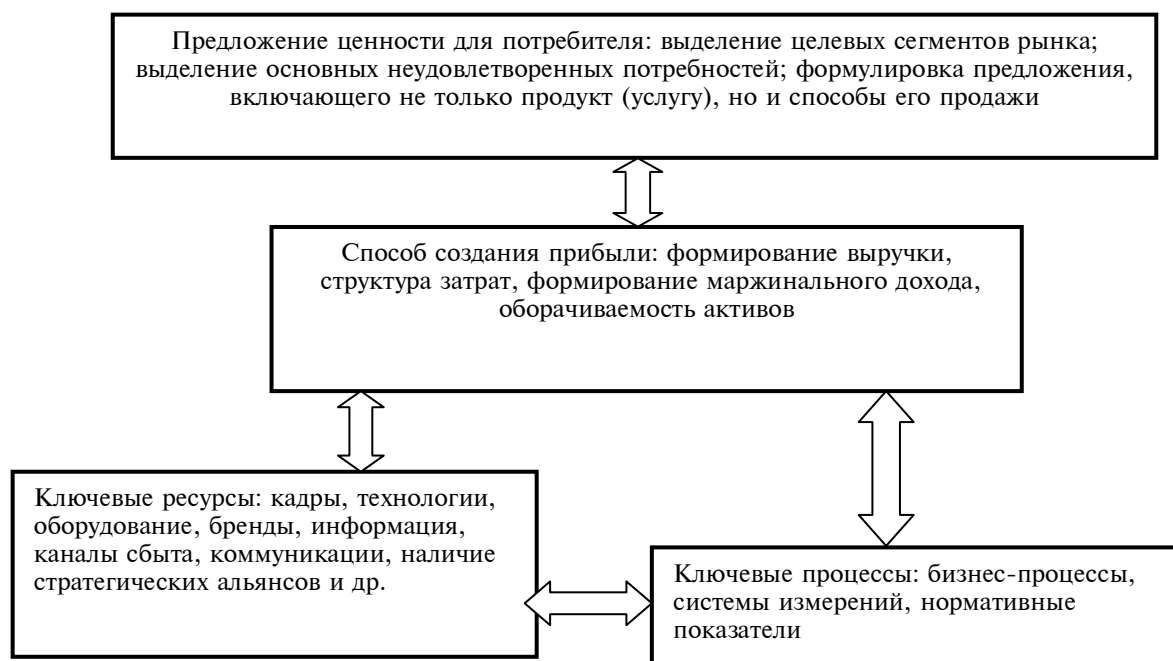 Предложение ценности для потребителя: выделение целевых сегментов рынка;
выделение основных неудовлетворенных потребностей; формулировка предложения,
включающего не только продукт (услугу), но и способы его продажи
Способ создания прибыли: формирование выручки,
структура затрат, формирование маржинального дохода,
оборачиваемость активов
Ключевые ресурсы: кадры, технологии,
оборудование, бренды, информация,
каналы сбыта, коммуникации, наличие
стратегических альянсов и др.
Ключевые процессы: бизнес-процессы,
системы измерений, нормативные
показатели